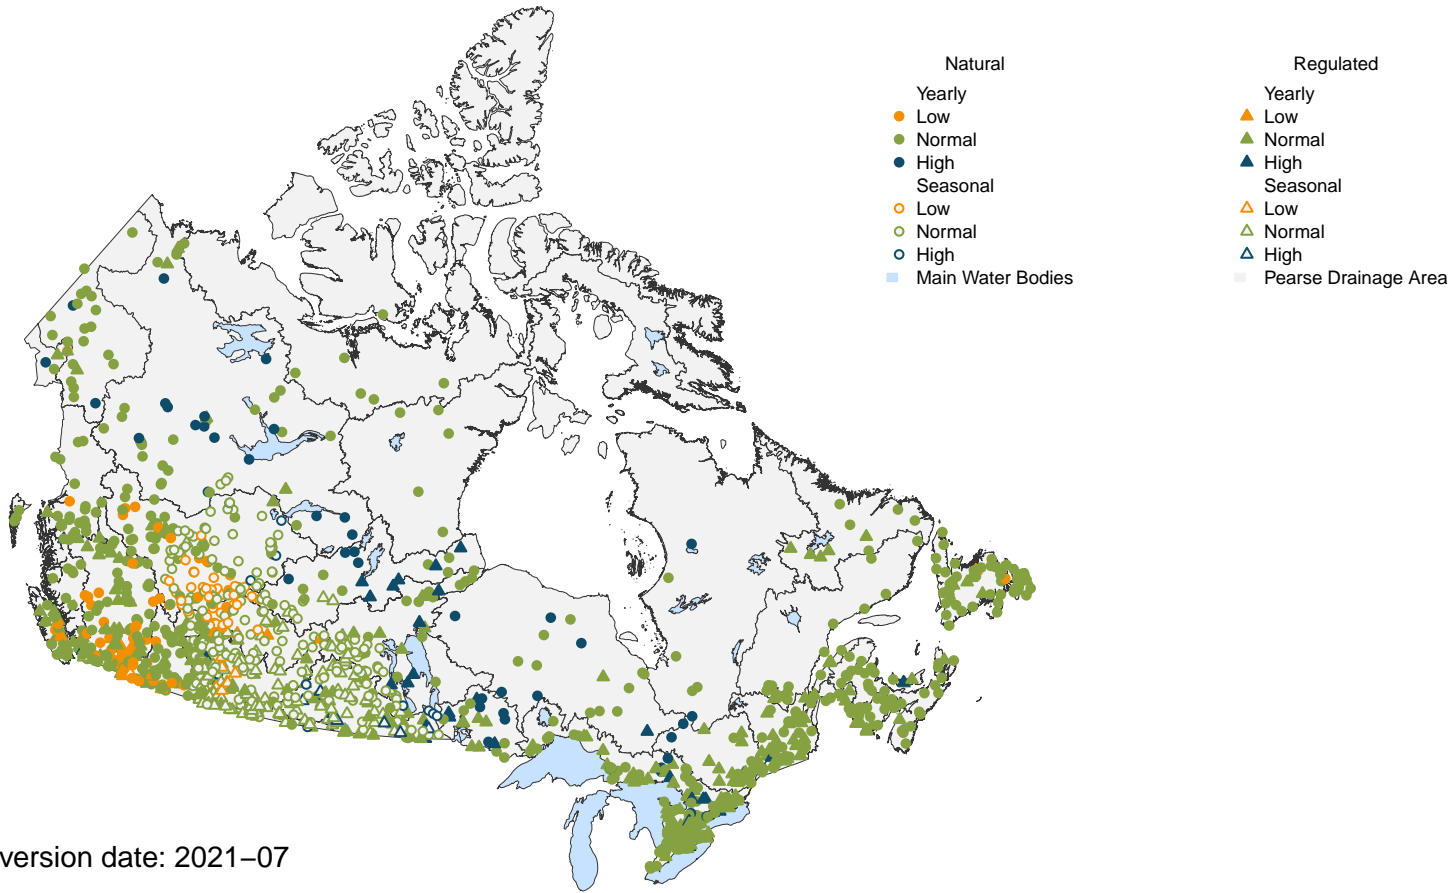 Natural
Yearly
Low
Normal
High
Seasonal
Low
Normal
High
Main Water Bodies
Regulated
Yearly
Low
Normal
High
Seasonal
Low
Normal
High
Pearse Drainage Area
version date: 2021–07